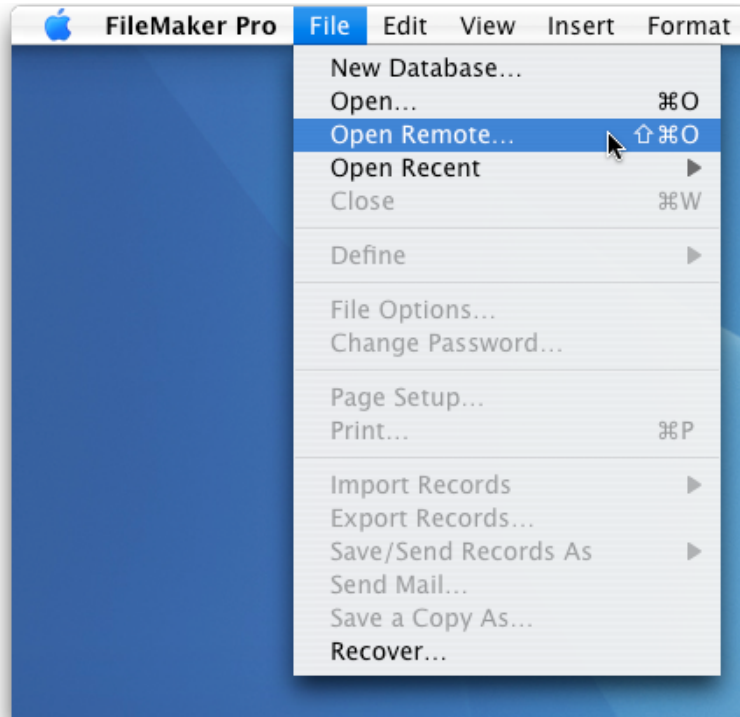 FileMaker Pro File Edit View Insert Format
New Database...
Open... ⌘O
Open Remote... ⇧⌘O
Open Recent
Close ⌘W
Define
File Options...
Change Password...
Page Setup...
Print... ⌘P
Import Records
Export Records...
Save/Send Records As
Send Mail...
Save a Copy As...
Recover...